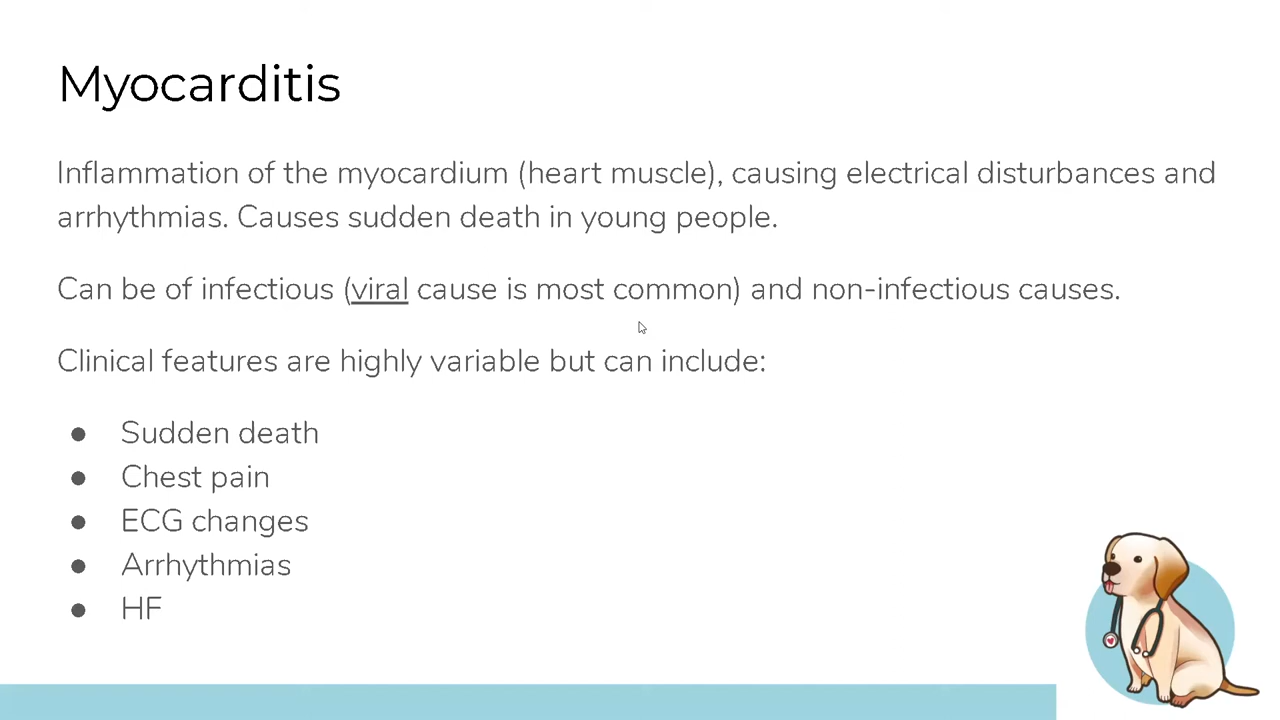 Myocarditis
Inflammation of the myocardium (heart muscle), causing electrical disturbances and
arrhythmias. Causes sudden death in young people.
Can be of infectious (viral cause is most common) and non-infectious causes.
Clinical features are highly variable but can include:
● Sudden death
● Chest pain
● ECG changes
● Arrhythmias
● HF